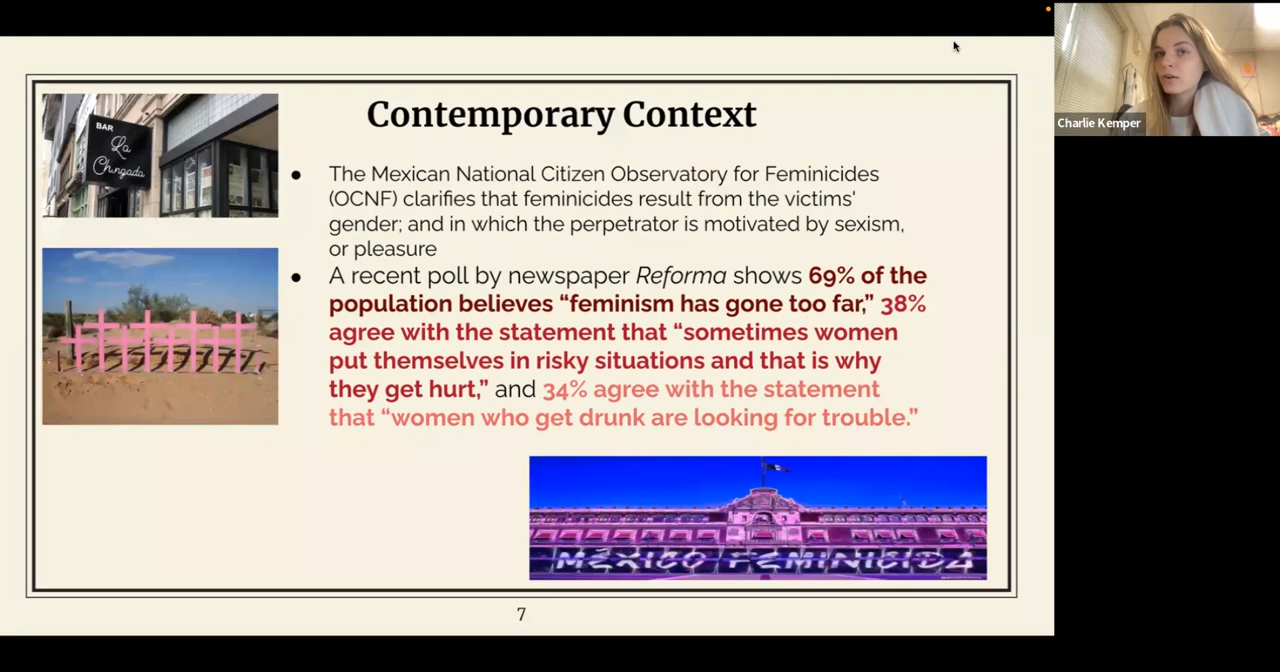 Contemporary Context
BAR
La
Chingada
● The Mexican National Citizen Observatory for Feminicides
(OCNF) clarifies that feminicides result from the victims'
gender; and in which the perpetrator is motivated by sexism,
or pleasure
● A recent poll by newspaper Reforma shows 69% of the
population believes “feminism has gone too far,” 38%
agree with the statement that “sometimes women
put themselves in risky situations and that is why
they get hurt,” and 34% agree with the statement
that “women who get drunk are looking for trouble.”
MÉXICO FEMINICIDA
7
Charlie Kemper